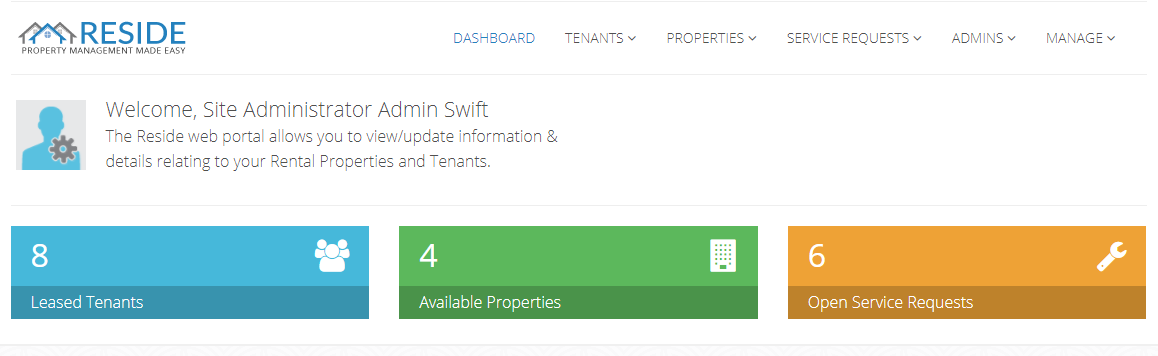 RESIDE
PROPERTY MANAGEMENT MADE EASY
DASHBOARD TENANTS PROPERTIES SERVICE REQUESTS ADMINS MANAGE
Welcome, Site Administrator Admin Swift
The Reside web portal allows you to view/update information &
details relating to your Rental Properties and Tenants.
8
Leased Tenants
4
Available Properties
6
Open Service Requests